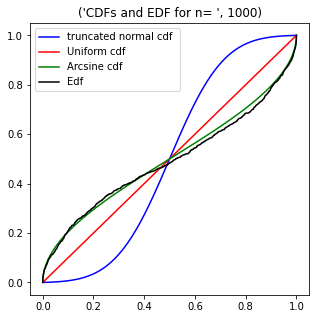 ('CDFs and EDF for n= ', 1000)
truncated normal cdf
Uniform cdf
Arcsine cdf
Edf
1.0
0.8
0.6
0.4
0.2
0.0
0.0 0.2 0.4 0.6 0.8 1.0